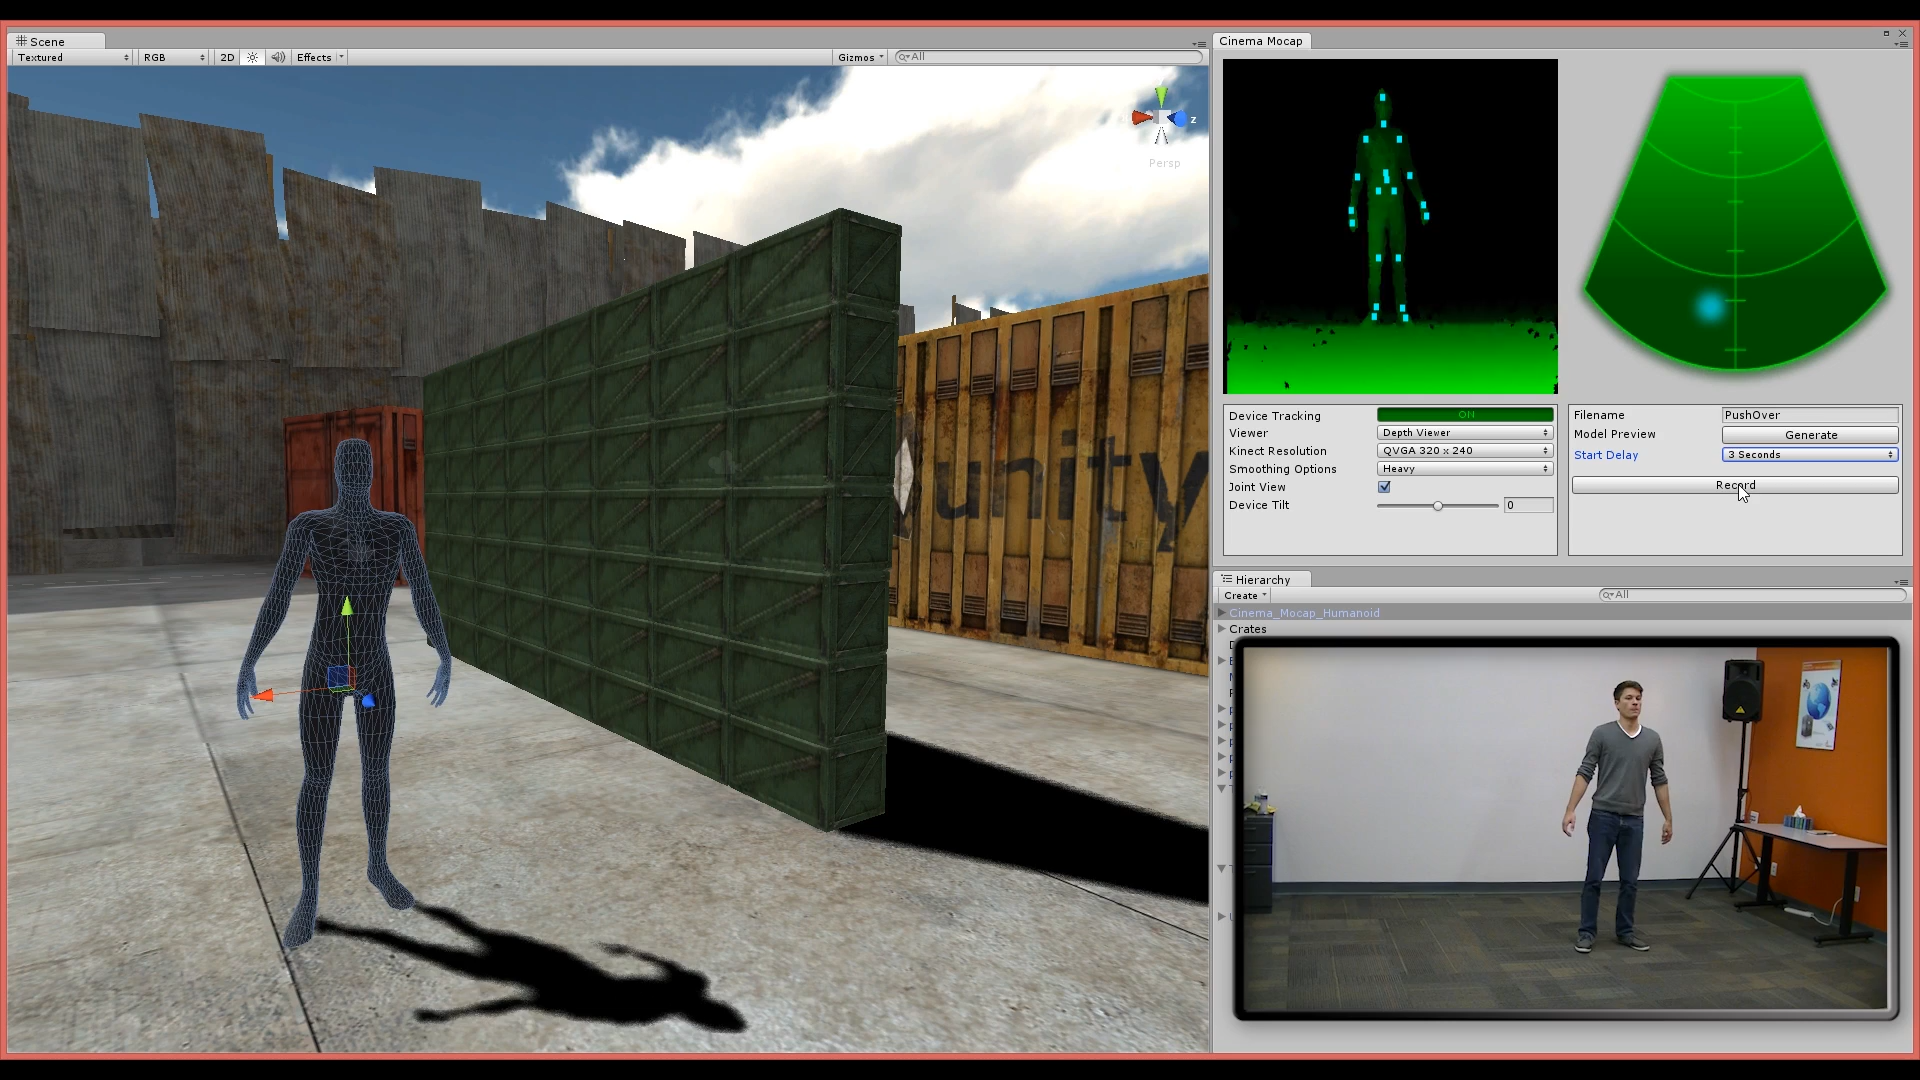 Scene
Textured RGB 2D Effects Gizmos All
z
Persp
unity
Cinema Mocap
Device Tracking ON
Viewer Depth Viewer
Kinect Resolution QVGA 320 x 240
Smoothing Options Heavy
Joint View
Device Tilt 0
Filename PushOver
Model Preview Generate
Start Delay 3 Seconds
Record
Hierarchy
Create All
Cinema_Mocap_Humanoid
Crates